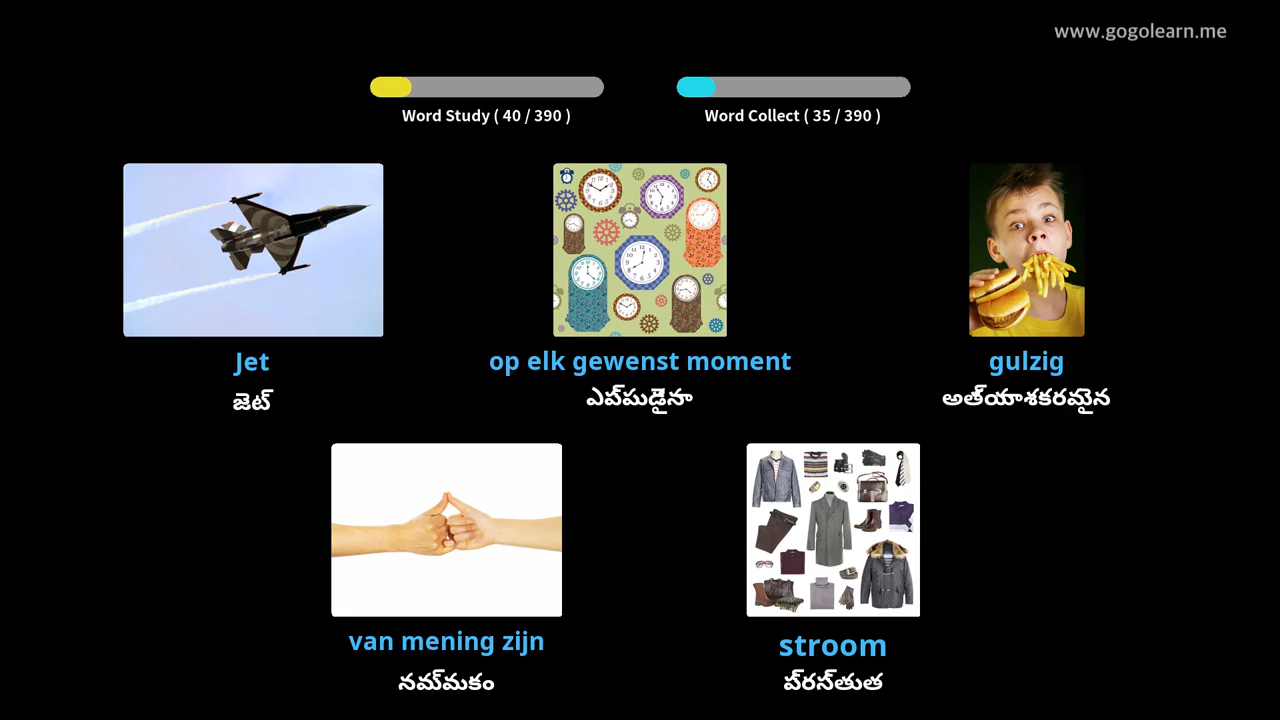 www.gogolearn.me
Word Study ( 40 / 390 )
Word Collect ( 35 / 390 )
Jet
జెట్
op elk gewenst moment
ఎప్పుడైనా
gulzig
అత్యాశకరమైన
van mening zijn
నమ్మకం
stroom
ప్రస్తుత